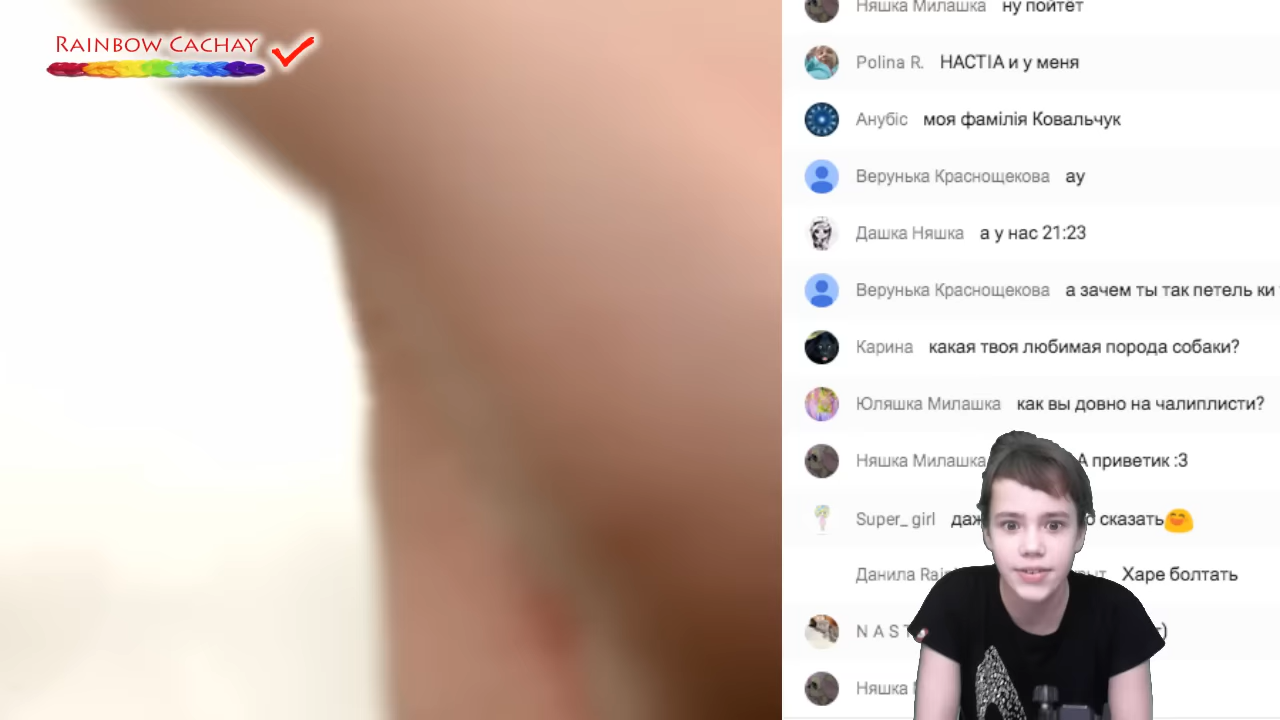 RAINBOW CACHAY
Няшка Милашка ну пойтёт
Polina R. НАСТІА и у меня
Анубіс моя фамілія Ковальчук
Верунька Краснощекова ау
Дашка Няшка а у нас 21:23
Верунька Краснощекова а зачем ты так петель ки
Карина какая твоя любимая порода собаки?
Юляшка Милашка как вы довно на чалиплисти?
Няшка Милашка А приветик :3
Super_ girl сказать😊
Данила Харе болтать
N A S T
Няшка